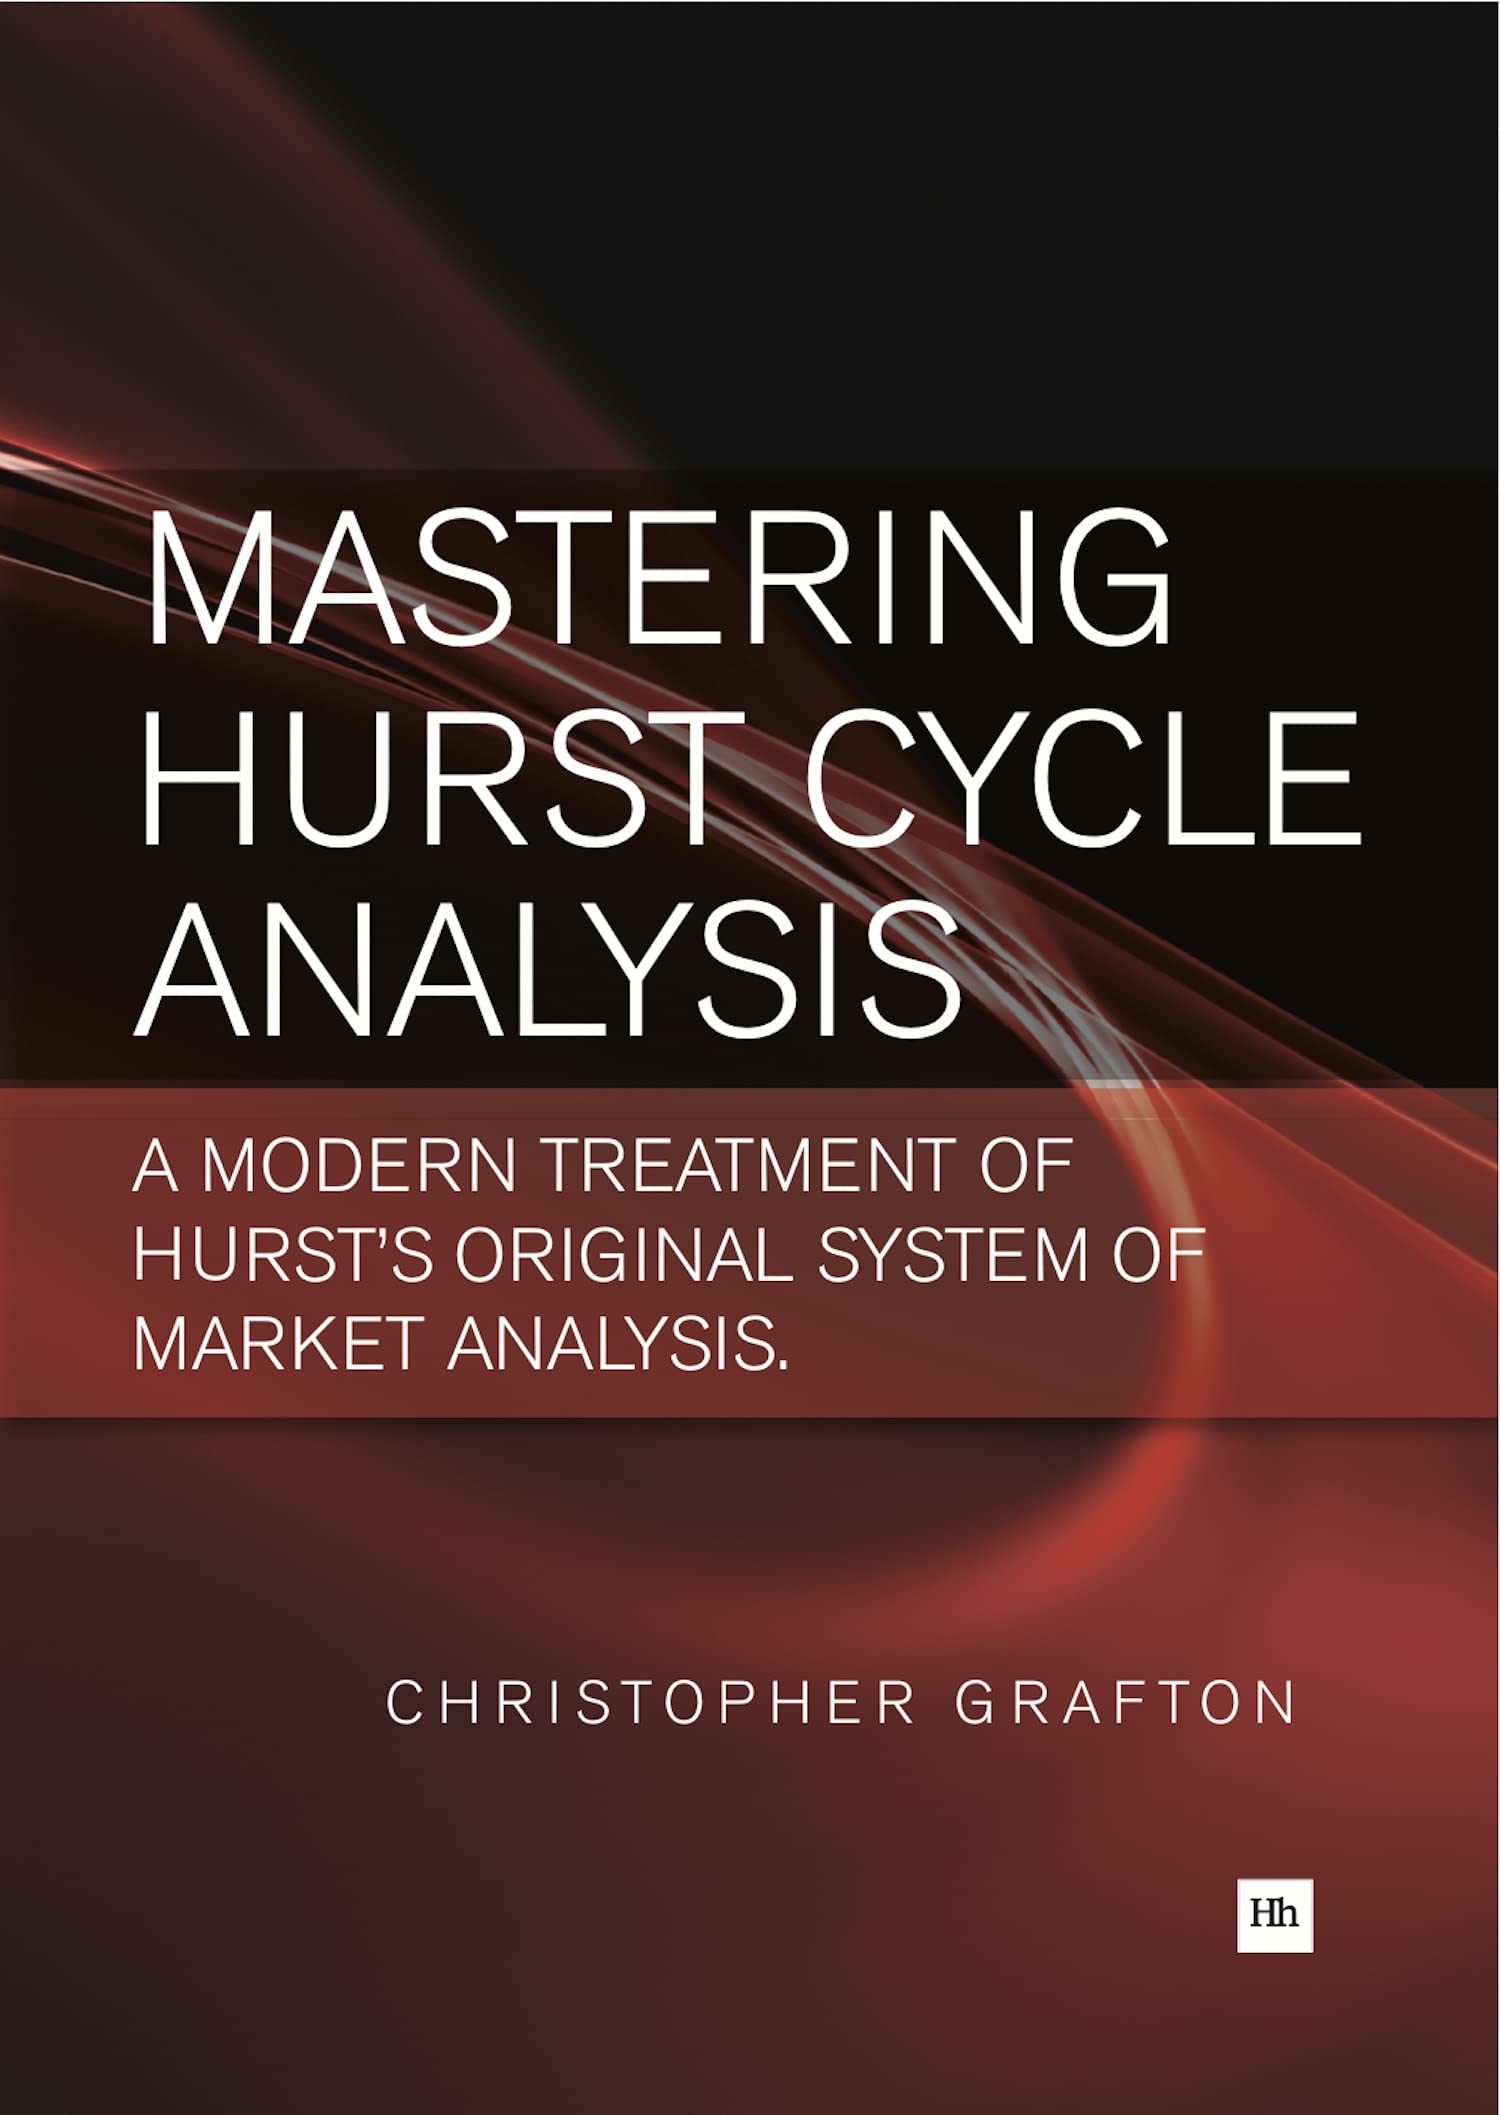 MASTERING
HURST CYCLE
ANALYSIS
A MODERN TREATMENT OF
HURST'S ORIGINAL SYSTEM OF
MARKET ANALYSIS.
CHRISTOPHER GRAFTON
Hh